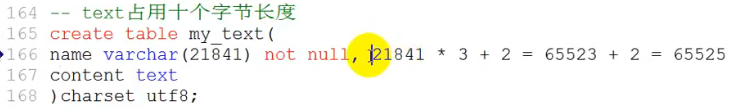 164 -- text占用十个字节长度
165 create table my_text(
166 name varchar(21841) not null, 21841 * 3 + 2 = 65523 + 2 = 65525
167 content text
168 )charset utf8;